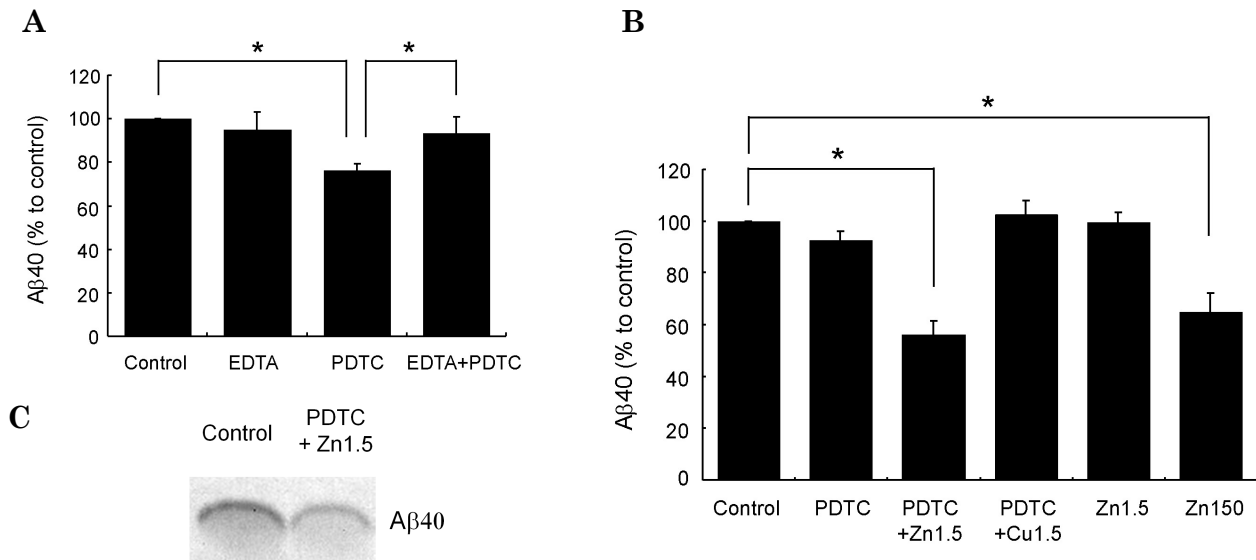 A
*
*
Aβ40 (% to control)
120
100
80
60
40
20
0
Control EDTA PDTC EDTA+PDTC
B
*
*
Aβ40 (% to control)
120
100
80
60
40
20
0
Control PDTC PDTC PDTC Zn1.5 Zn150
+Zn1.5 +Cu1.5
C
Control PDTC
+ Zn1.5
Aβ40